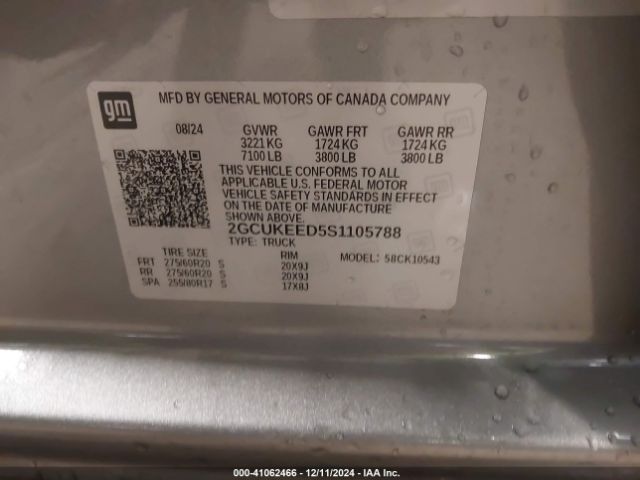 gm
MFD BY GENERAL MOTORS OF CANADA COMPANY
08/24 GVWR GAWR FRT GAWR RR
3221 KG 1724 KG 1724 KG
7100 LB 3800 LB 3800 LB
THIS VEHICLE CONFORMS TO ALL
APPLICABLE U.S. FEDERAL MOTOR
VEHICLE SAFETY STANDARDS IN EFFECT
ON THE DATE OF MANUFACTURE
SHOWN ABOVE.
2GCUKEED5S1105788
TYPE: TRUCK
TIRE SIZE RIM MODEL: 58CK10543
FRT 275/60R20 S 20X9J
RR 275/60R20 S 20X9J
SPA 255/80R17 S 17X8J
000-41062466 - 12/11/2024 - IAA Inc.